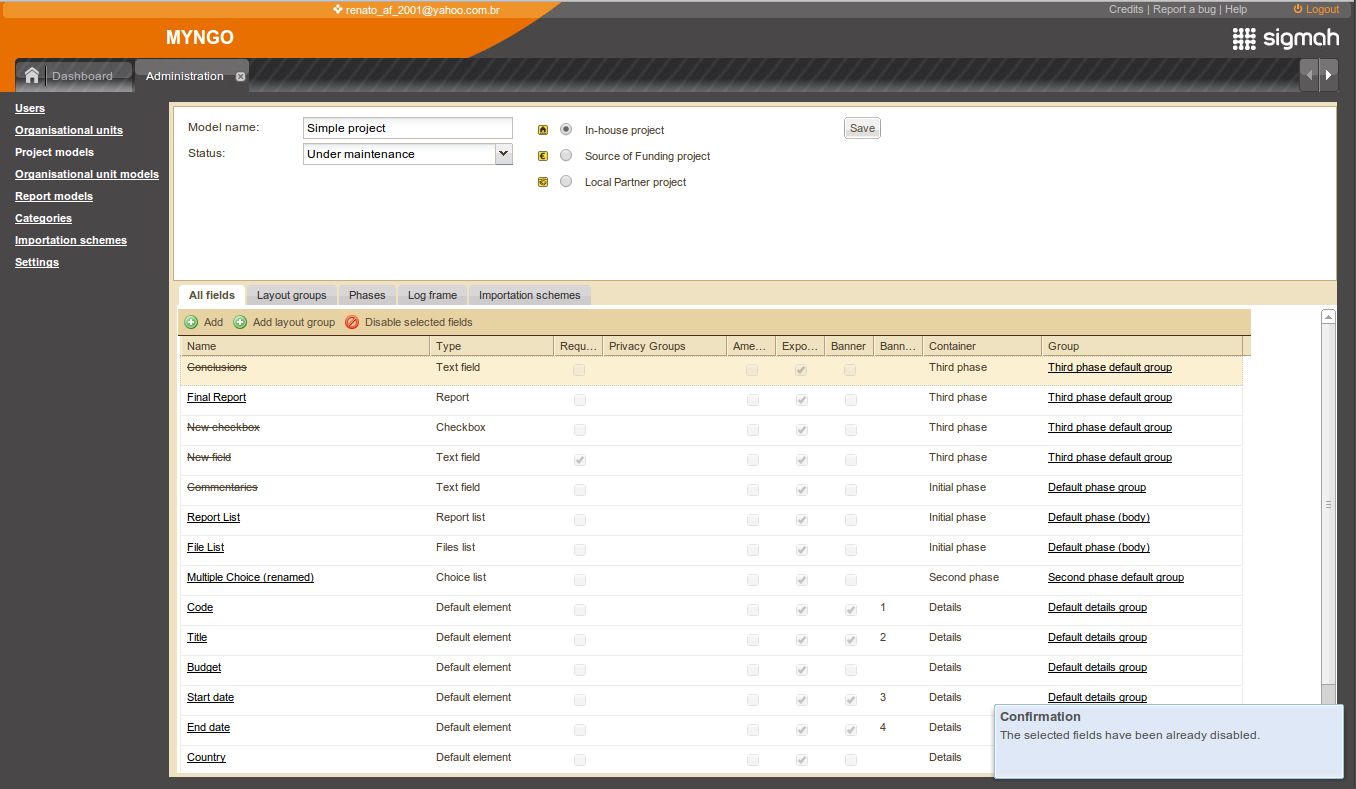 renato_af_2001@yahoo.com.br Credits | Report a bug | Help Logout
MYNGO sigmah
Dashboard Administration
Users
Organisational units
Project models
Organisational unit models
Report models
Categories
Importation schemes
Settings
Model name: Simple project In-house project Save
Status: Under maintenance Source of Funding project
Local Partner project
All fields Layout groups Phases Log frame Importation schemes
Add Add layout group Disable selected fields
Name Type Requ... Privacy Groups Ame... Expo... Banner Bann... Container Group
Conclusions Text field Third phase Third phase default group
Final Report Report Third phase Third phase default group
New checkbox Checkbox Third phase Third phase default group
New field Text field Third phase Third phase default group
Commentaries Text field Initial phase Default phase group
Report List Report list Initial phase Default phase (body)
File List Files list Initial phase Default phase (body)
Multiple Choice (renamed) Choice list Second phase Second phase default group
Code Default element 1 Details Default details group
Title Default element 2 Details Default details group
Budget Default element Details Default details group
Start date Default element 3 Details Default details group
End date Default element 4 Details
Country Default element Details
Confirmation
The selected fields have been already disabled.